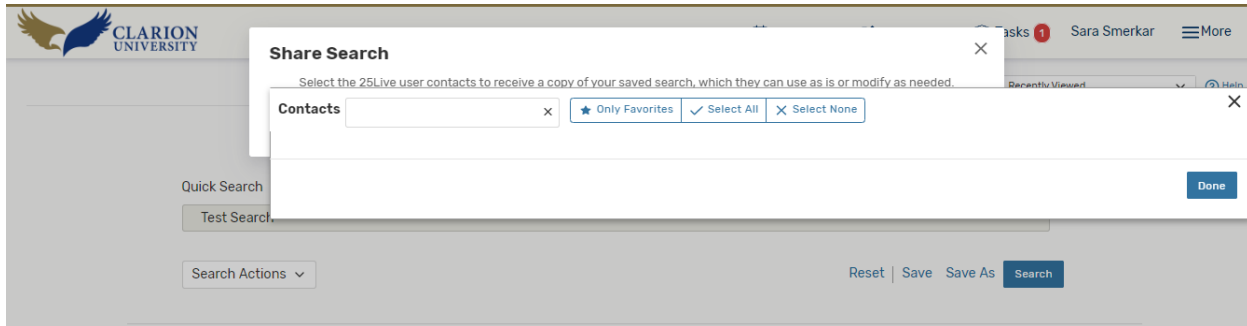 CLARION
UNIVERSITY
Tasks 1
Sara Smerkar
More
Share Search
Select the 25Live user contacts to receive a copy of your saved search, which they can use as is or modify as needed.
Recently Viewed
Help
Contacts
Only Favorites
Select All
Select None
Done
Quick Search
Test Search
Search Actions
Reset | Save Save As Search